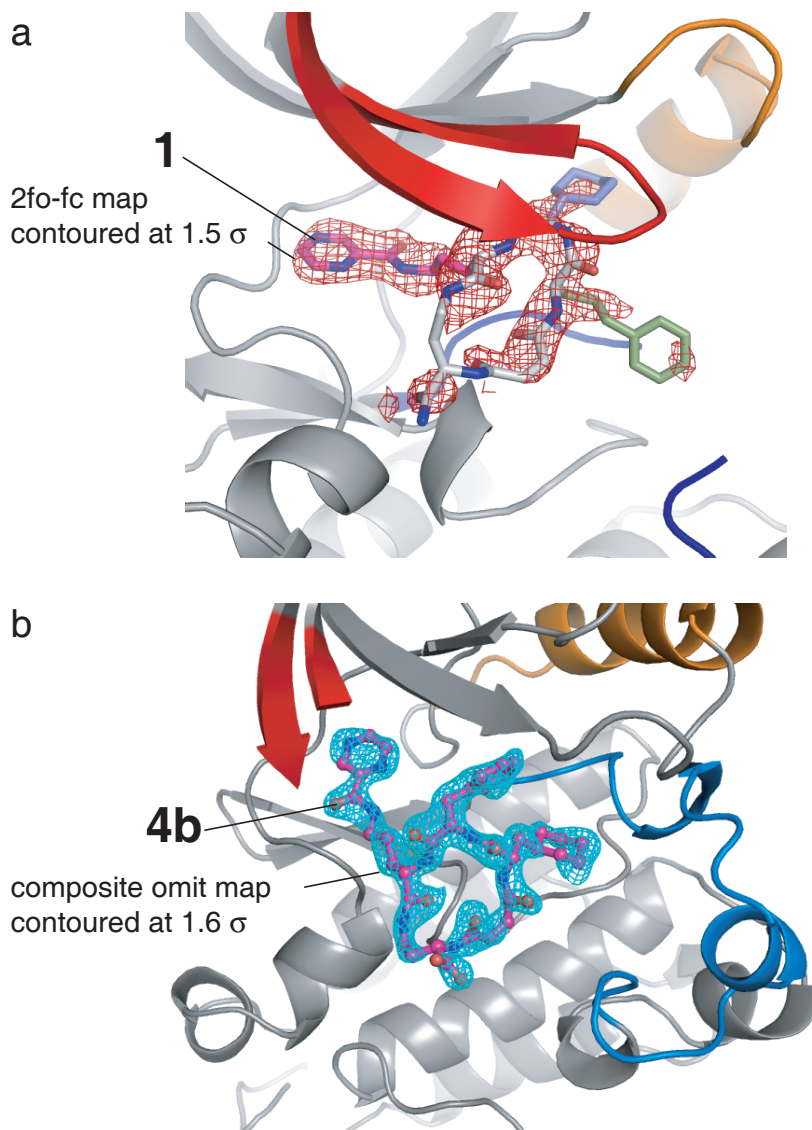 a
1
2fo-fc map
contoured at 1.5 σ
b
4b
composite omit map
contoured at 1.6 σ